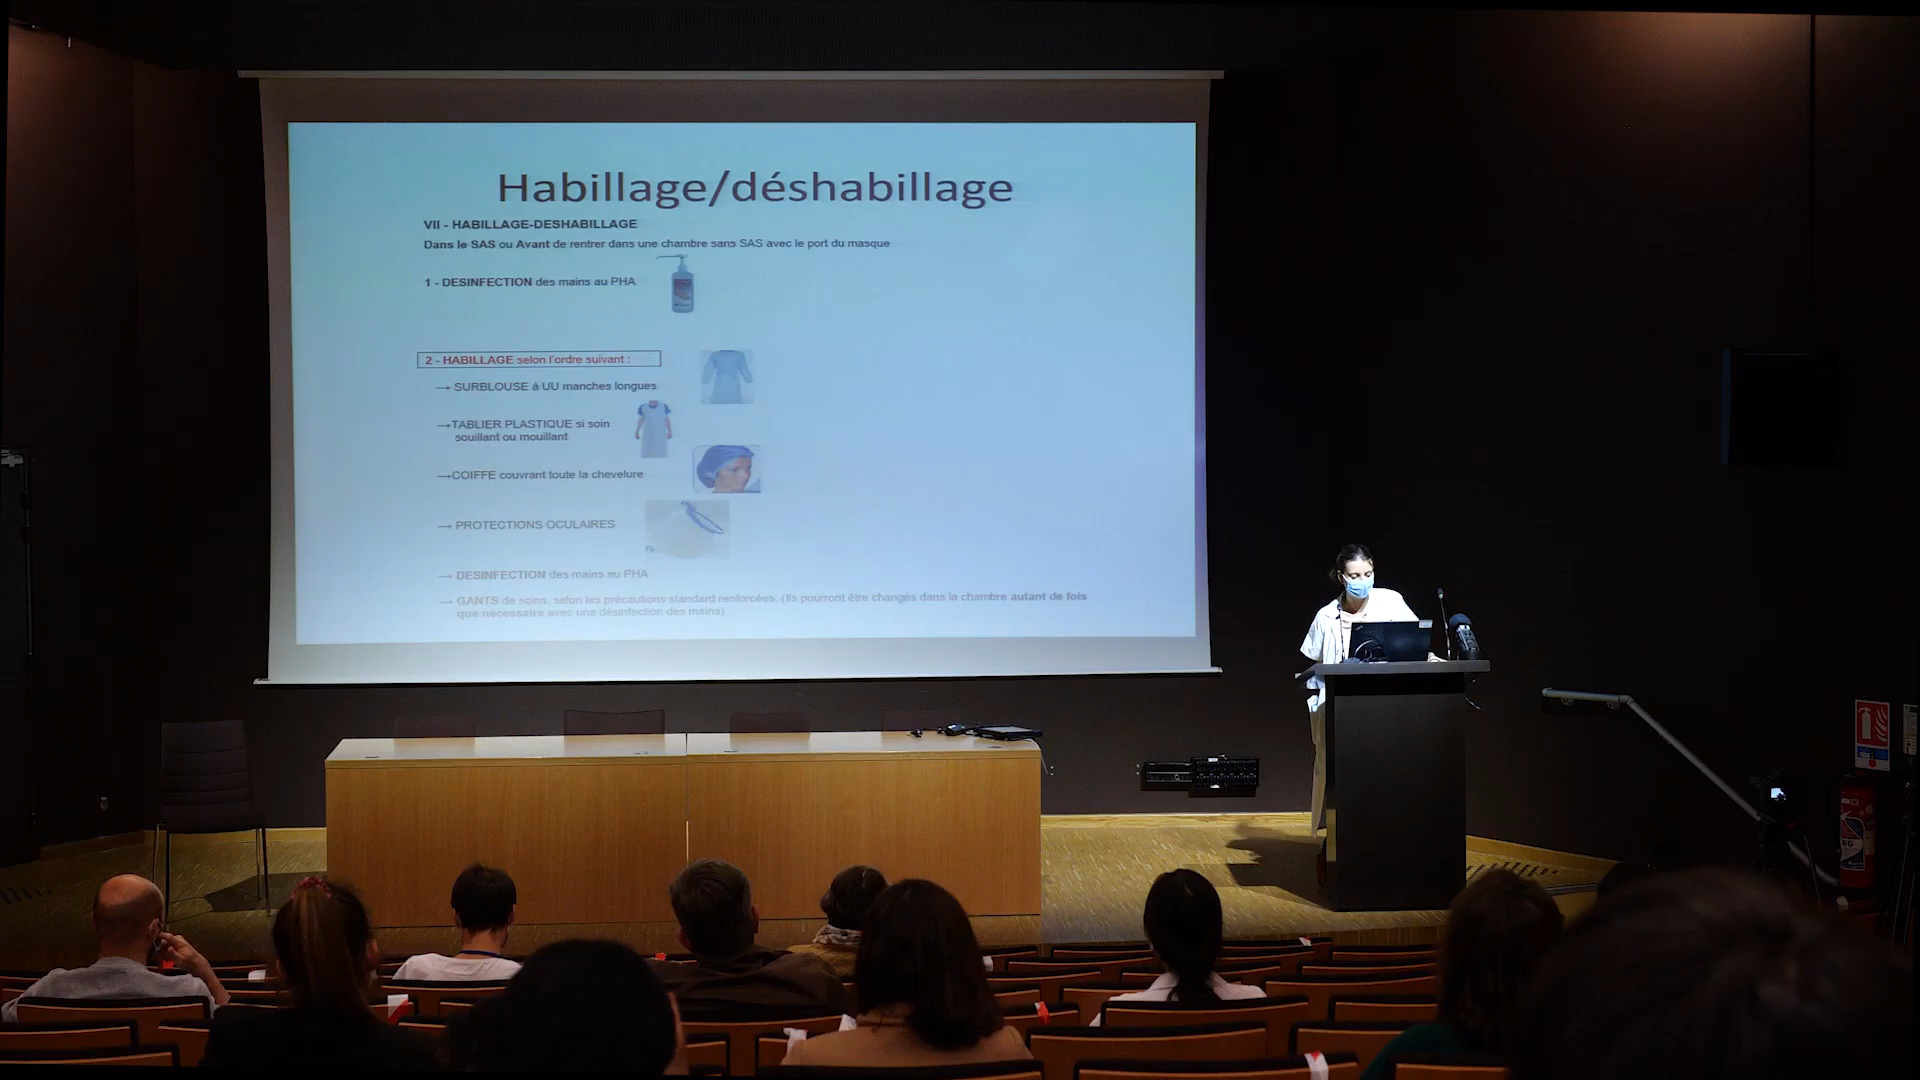 Habillage/déshabillage
VII - HABILLAGE-DESHABILLAGE
Dans le SAS ou Avant de rentrer dans une chambre sans SAS avec le port du masque
1 - DESINFECTION des mains au PHA
2 - HABILLAGE selon l'ordre suivant :
→ SURBLOUSE à UU manches longues
→TABLIER PLASTIQUE si soin
souillant ou mouillant
→COIFFE couvrant toute la chevelure
→ PROTECTIONS OCULAIRES
→ DESINFECTION des mains au PHA
→ GANTS de soins, selon les précautions standard renforcées. (Ils pourront être changés dans la chambre autant de fois
que nécessaire avec une désinfection des mains)